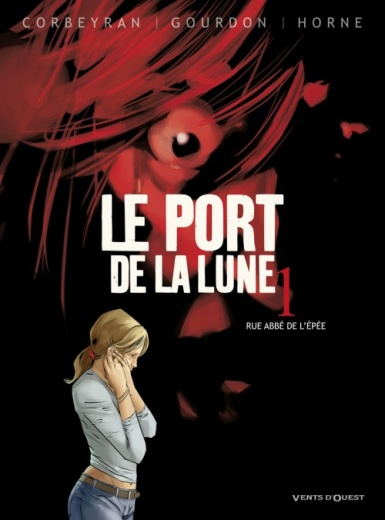 CORBEYRAN | GOURDON | HORNE
LE PORT
DE LA LUNE 1
RUE ABBÉ DE L'ÉPÉE
VENTS D'OUEST